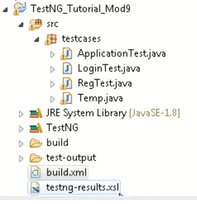 TestNG_Tutorial_Mod9
src
testcases
ApplicationTest.java
LoginTest.java
RegTest.java
Temp.java
JRE System Library [JavaSE-1.8]
TestNG
build
test-output
build.xml
testng-results.xsl